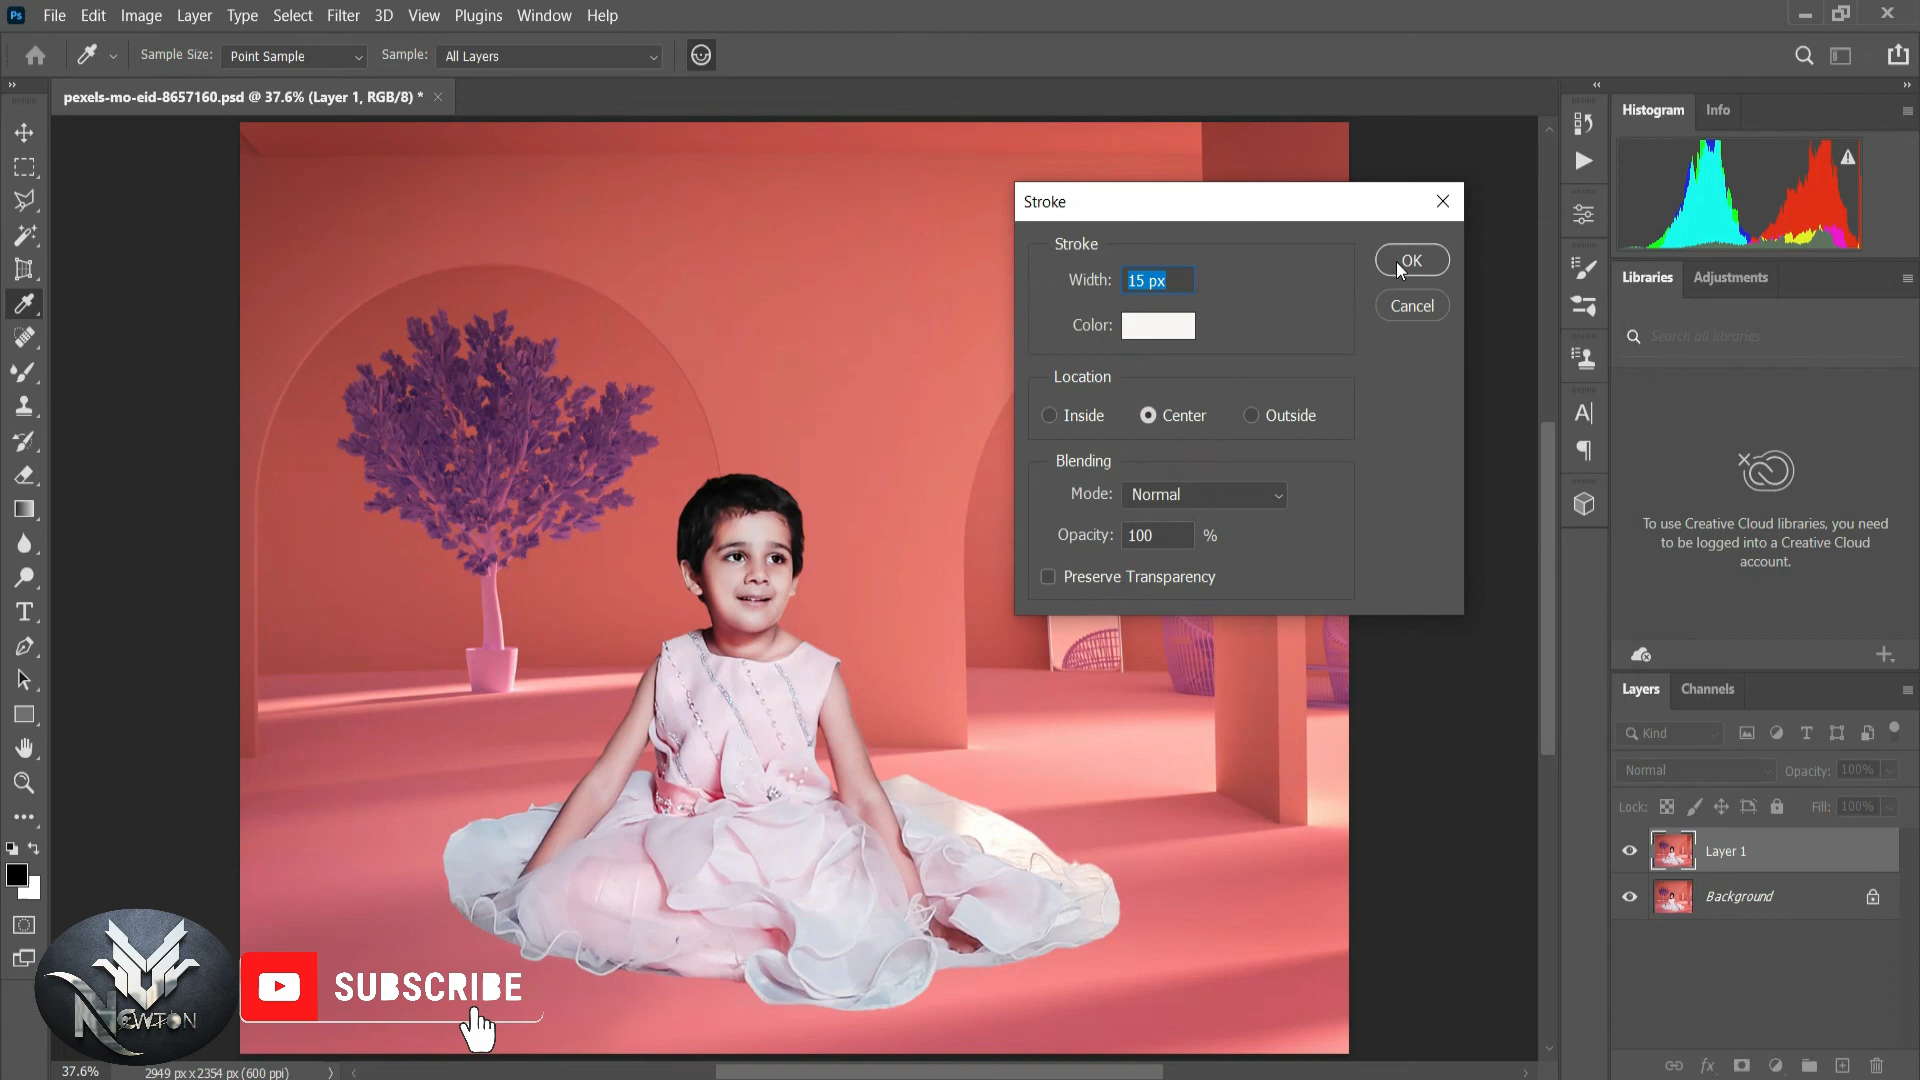 File Edit Image Layer Type Select Filter 3D View Plugins Window Help
Sample Size: Point Sample Sample: All Layers
pexels-mo-eid-8657160.psd @ 37.6% (Layer 1, RGB/8) *
Histogram Info
Stroke
Stroke
Width: 15 px
OK
Color:
Cancel
Location
Inside Center Outside
Blending
Mode: Normal
Opacity: 100 %
Preserve Transparency
Libraries Adjustments
Search all libraries
To use Creative Cloud libraries, you need
to be logged into a Creative Cloud
account.
Layers Channels
Kind
Normal Opacity: 100%
Lock: Fill: 100%
Layer 1
Background
SUBSCRIBE
NEWTON
37.6% 2949 px x 2354 px (600 ppi)